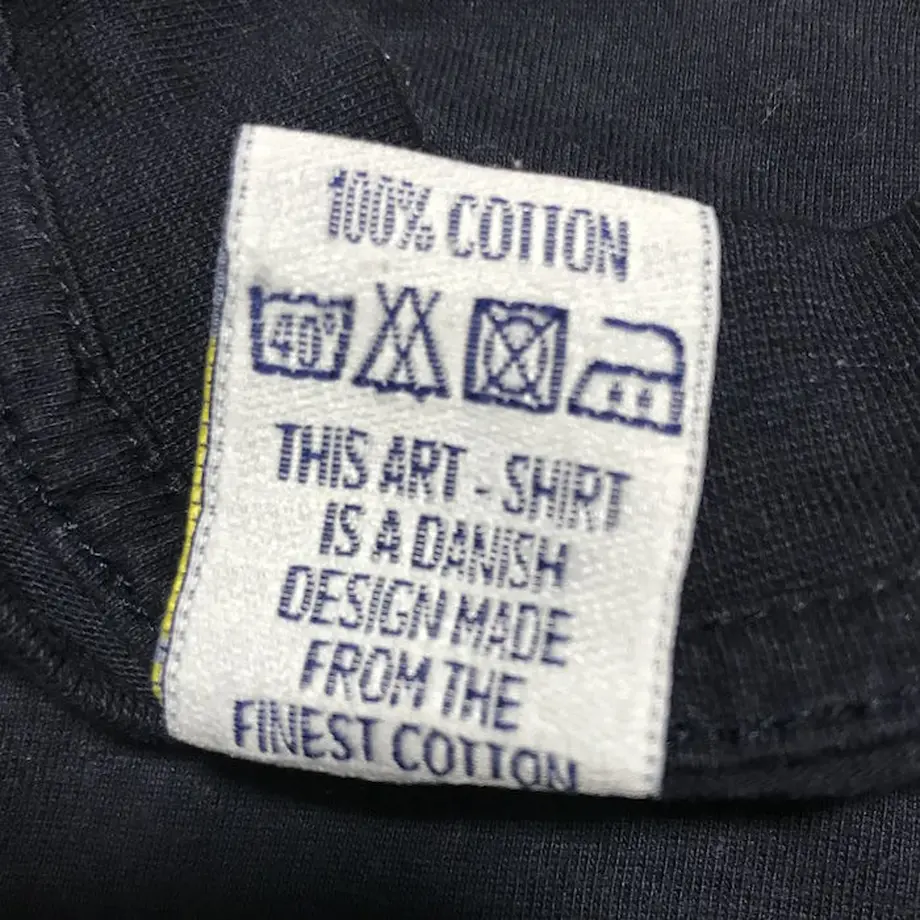 100% COTTON
40°
THIS ART - SHIRT
IS A DANISH
DESIGN MADE
FROM THE
FINEST COTTON